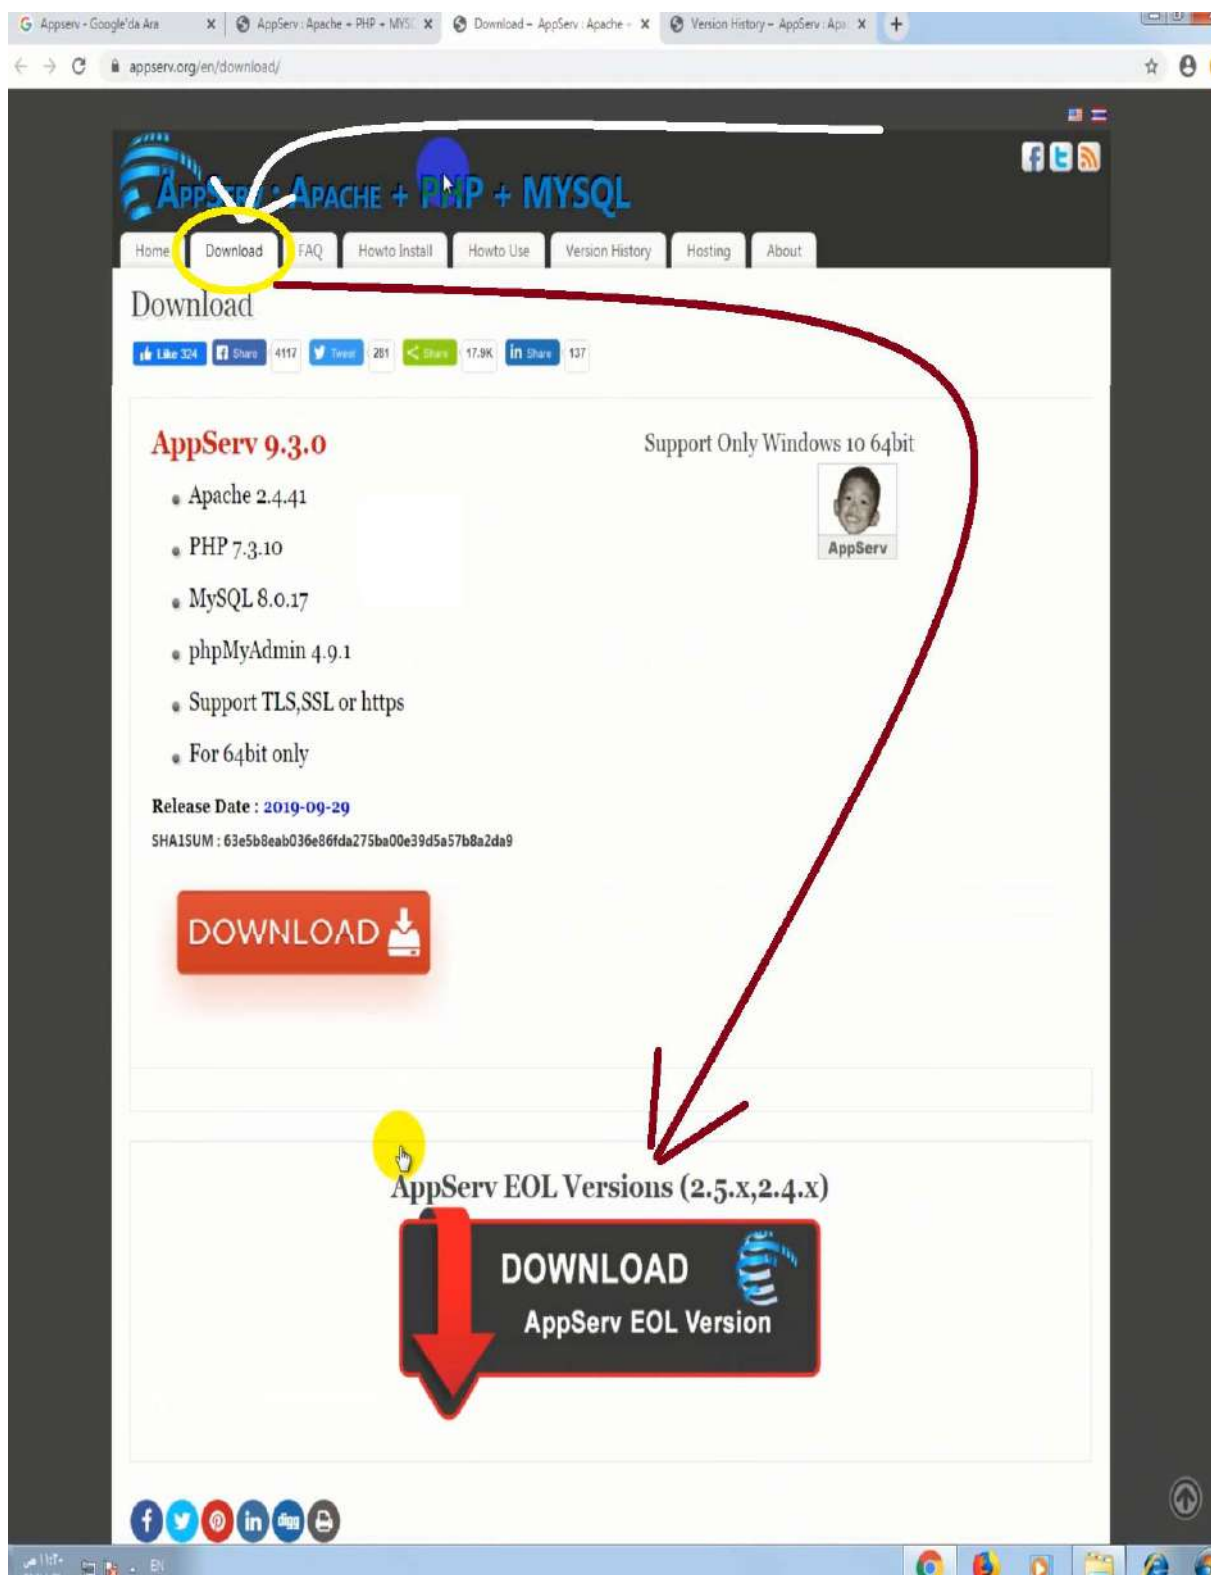 Appserv - Google'da Ara
AppServ : Apache + PHP + MYS
Download – AppServ : Apache +
Version History – AppServ : Apa
appserv.org/en/download/
APPSERV : APACHE + PHP + MYSQL
Home Download FAQ Howto Install Howto Use Version History Hosting About
Download
Like 324 Share 4117 Tweet 281 Share 17.9K in Share 137
AppServ 9.3.0
Support Only Windows 10 64bit
Apache 2.4.41
AppServ
PHP 7.3.10
MySQL 8.0.17
phpMyAdmin 4.9.1
Support TLS,SSL or https
For 64bit only
Release Date : 2019-09-29
SHA1SUM : 63e5b8eab036e86fda275ba00e39d5a57b8a2da9
DOWNLOAD
AppServ EOL Versions (2.5.x,2.4.x)
DOWNLOAD
AppServ EOL Version
digg
EN
١١:٢٠ ص